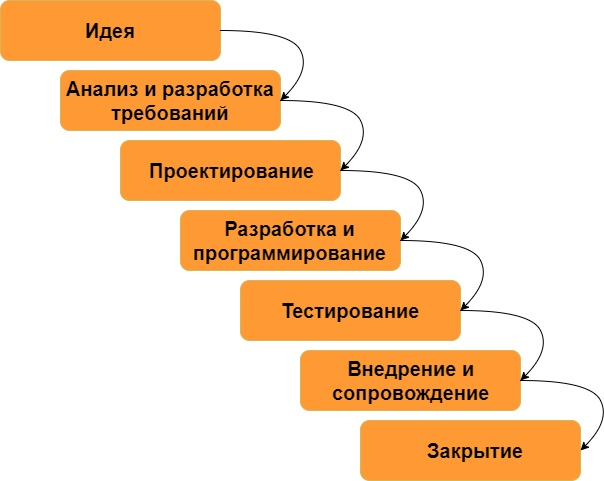 Идея
Анализ и разработка
требований
Проектирование
Разработка и
программирование
Тестирование
Внедрение и
сопровождение
Закрытие